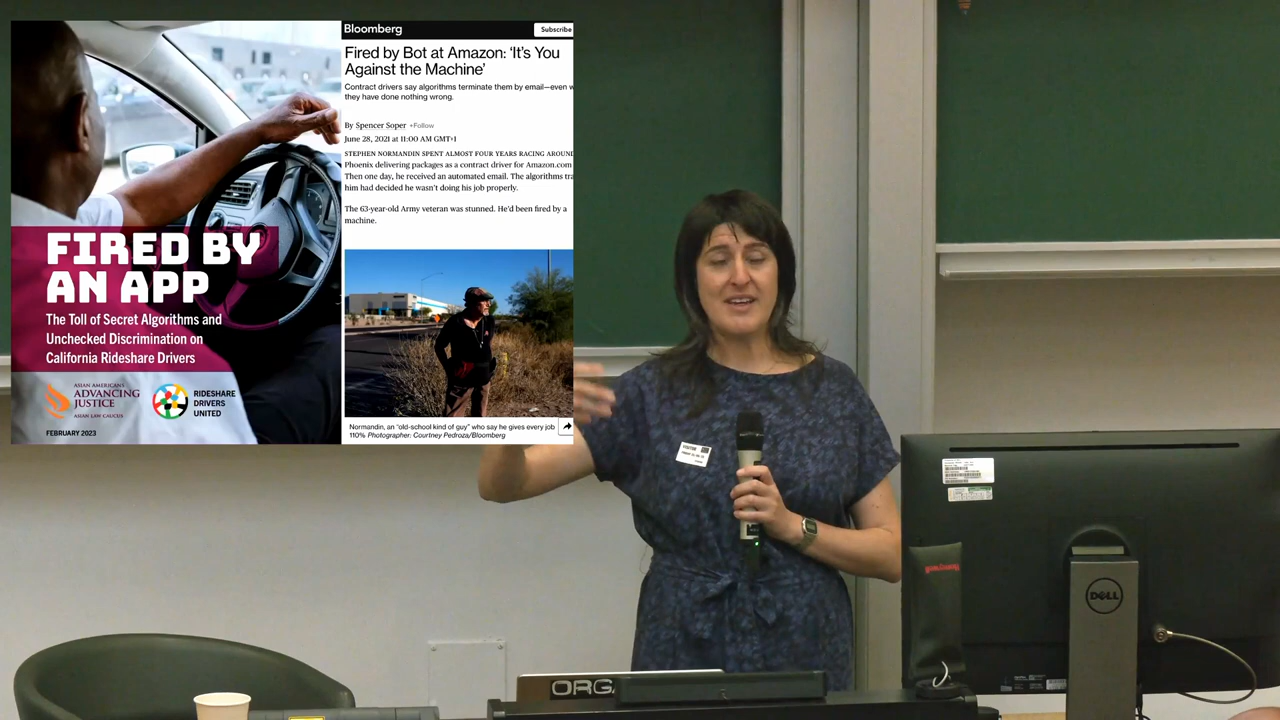 FIRED BY
AN APP
The Toll of Secret Algorithms and
Unchecked Discrimination on
California Rideshare Drivers
ASIAN AMERICANS
ADVANCING
JUSTICE
ASIAN LAW CAUCUS
RIDESHARE
DRIVERS
UNITED
FEBRUARY 2023
Bloomberg
Subscribe
Fired by Bot at Amazon: ‘It’s You
Against the Machine’
Contract drivers say algorithms terminate them by email—even
they have done nothing wrong.
By Spencer Soper +Follow
June 28, 2021 at 11:00 AM GMT+1
STEPHEN NORMANDIN SPENT ALMOST FOUR YEARS RACING AROUND
Phoenix delivering packages as a contract driver for Amazon.com
Then one day, he received an automated email. The algorithms
him had decided he wasn’t doing his job properly.
The 63-year-old Army veteran was stunned. He’d been fired by a
machine.
Normandin, an “old-school kind of guy” who say he gives every job
110% Photographer: Courtney Pedroza/Bloomberg
VISITOR
Honeywell
DELL
ORG